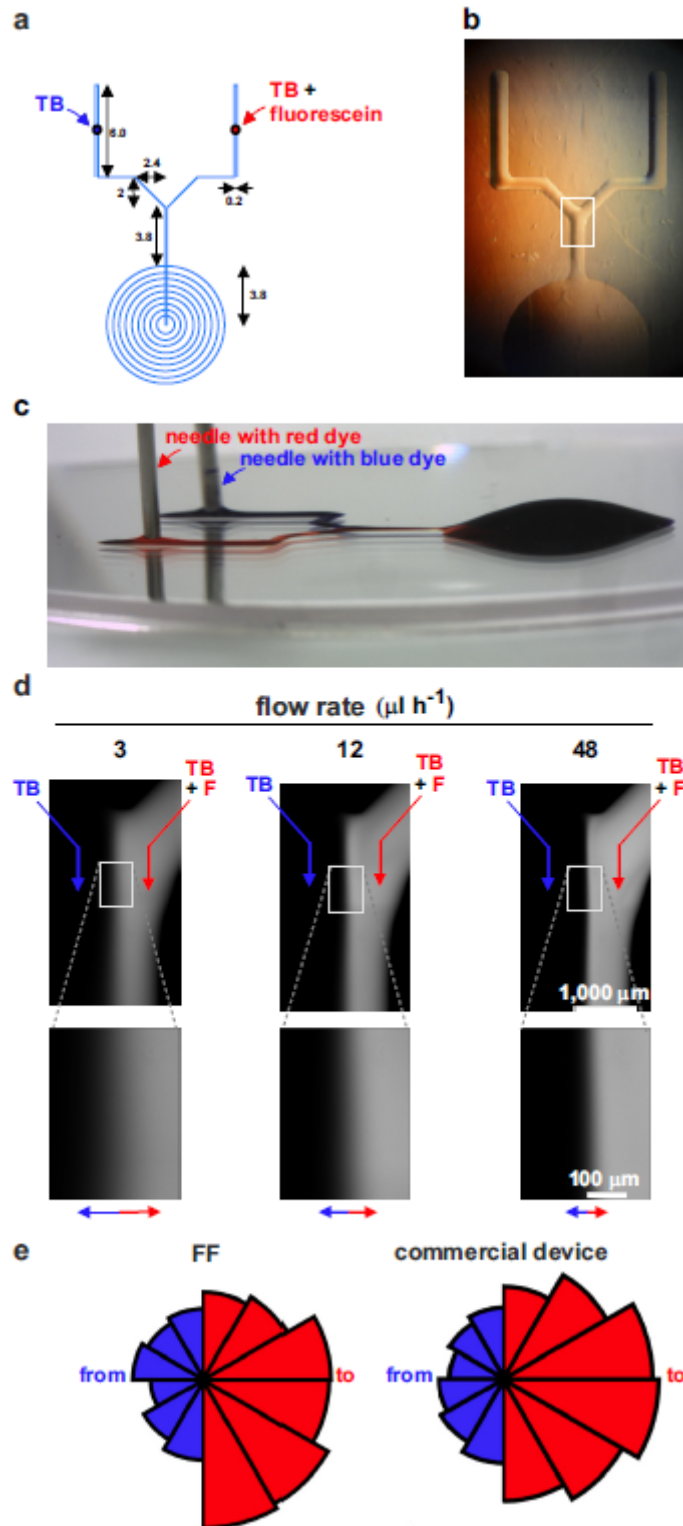 a
TB
TB +
fluorescein
6.0
2.4
2
0.2
3.8
3.8
b
c
needle with red dye
needle with blue dye
d
flow rate (μl h⁻¹)
3
12
48
TB
TB
+ F
TB
TB
+ F
TB
TB
+ F
1,000 μm
100 μm
e
FF
commercial device
from
to
from
to